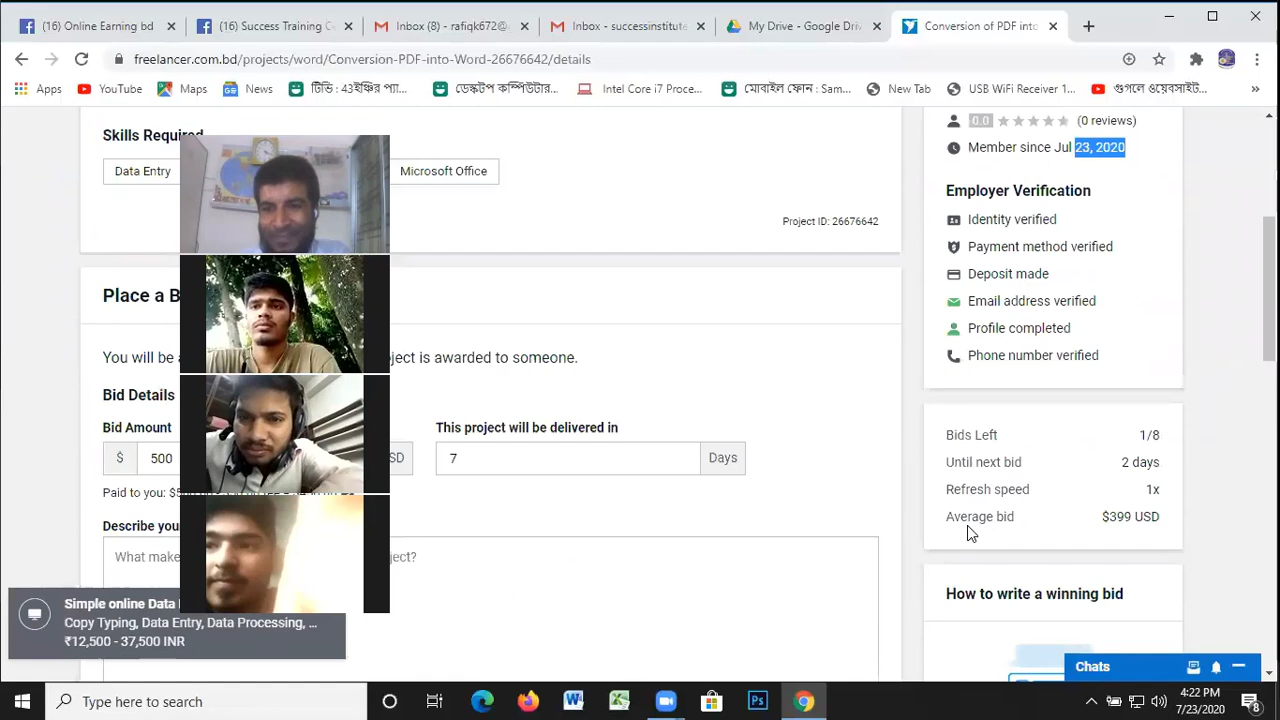 (16) Online Earning bd
(16) Success Training Ce
Inbox (8) - rafiqk672@
Inbox - successinstitute
My Drive - Google Driv
Conversion of PDF into
freelancer.com.bd/projects/word/Conversion-PDF-into-Word-26676642/details
Apps
YouTube
Maps
News
টিভি : 43ইঞ্চির প্যা...
ডেস্কটপ কম্পিউটার...
Intel Core i7 Proce...
মোবাইল ফোন : Sam...
New Tab
USB WiFi Receiver 1...
গুগলে ওয়েবসাইট...
Skills Required
Data Entry
Microsoft Office
Project ID: 26676642
Place a B
You will be a
ject is awarded to someone.
Bid Details
Bid Amount
This project will be delivered in
$ 500
SD
7 Days
Describe your
What make
ject?
0.0 (0 reviews)
Member since Jul 23, 2020
Employer Verification
Identity verified
Payment method verified
Deposit made
Email address verified
Profile completed
Phone number verified
Bids Left 1/8
Until next bid 2 days
Refresh speed 1x
Average bid $399 USD
How to write a winning bid
Simple online Data
Copy Typing, Data Entry, Data Processing, ...
₹12,500 - 37,500 INR
Chats
Type here to search
4:22 PM
7/23/2020
8